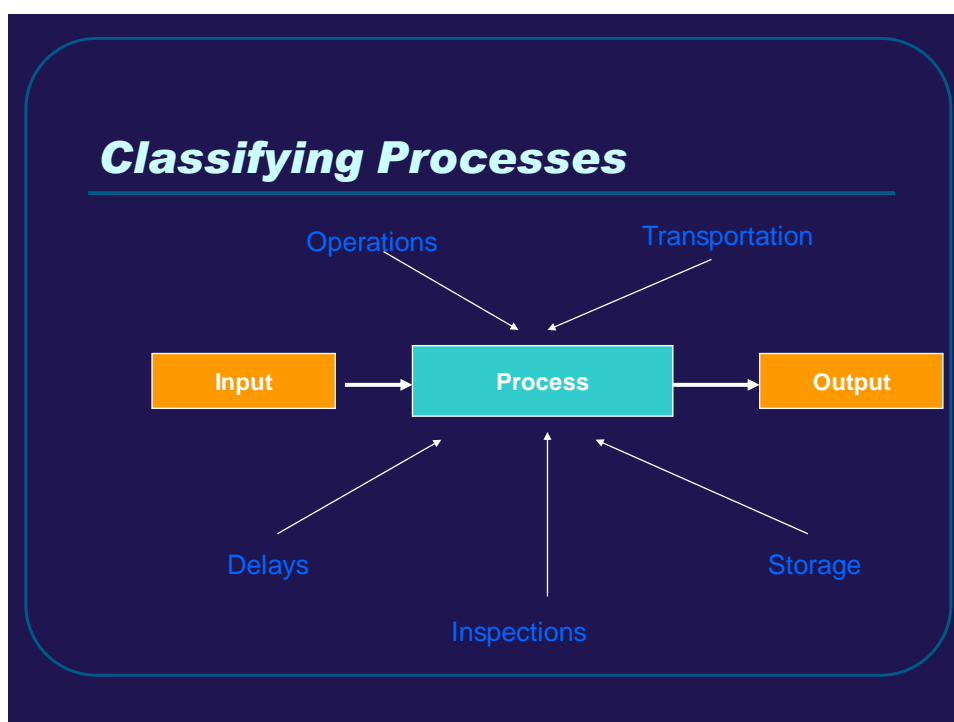 Classifying Processes
Operations
Transportation
Input
Process
Output
Delays
Storage
Inspections